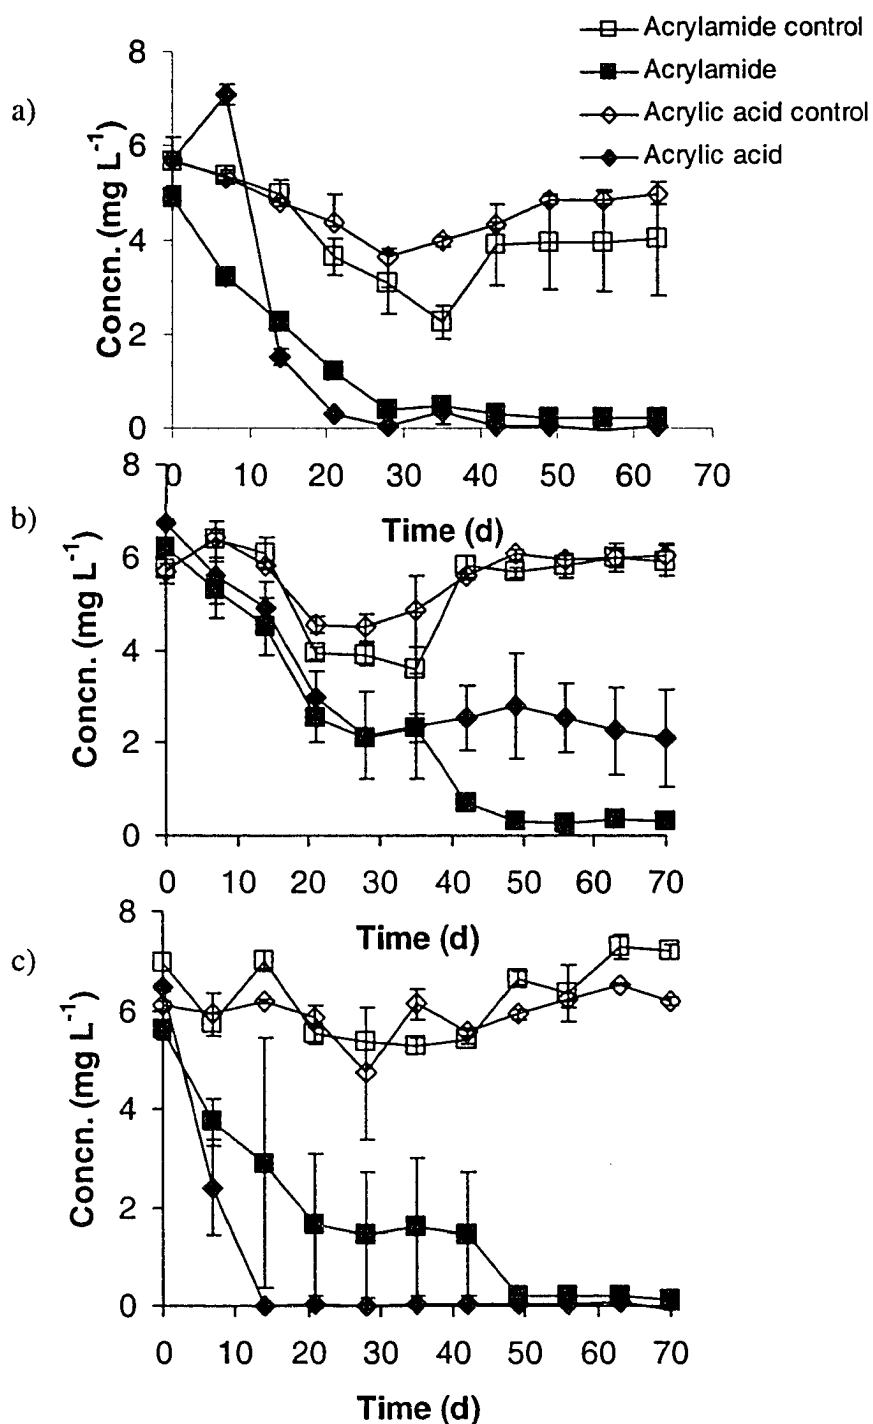 Acrylamide control
Acrylamide
Acrylic acid control
Acrylic acid
a)
8
6
4
2
0
Concn. (mg L-1)
0 10 20 30 40 50 60 70
Time (d)
b)
8
6
4
2
0
Concn. (mg L-1)
0 10 20 30 40 50 60 70
Time (d)
c)
8
6
4
2
0
Concn. (mg L-1)
0 10 20 30 40 50 60 70
Time (d)